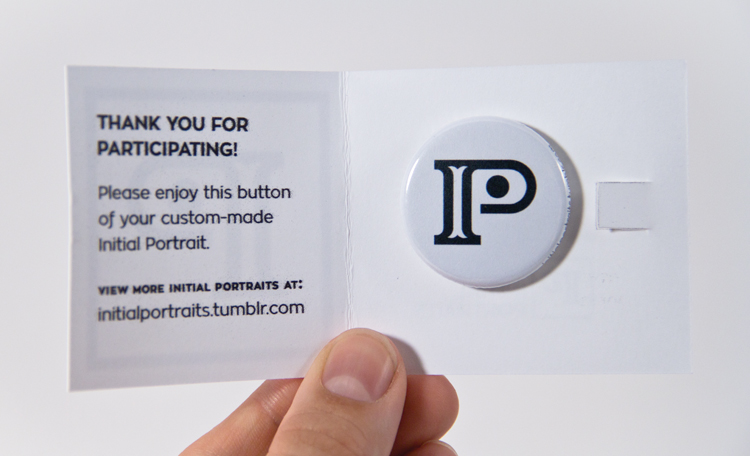 THANK YOU FOR
PARTICIPATING!
Please enjoy this button
of your custom-made
Initial Portrait.
VIEW MORE INITIAL PORTRAITS AT:
initialportraits.tumblr.com
P